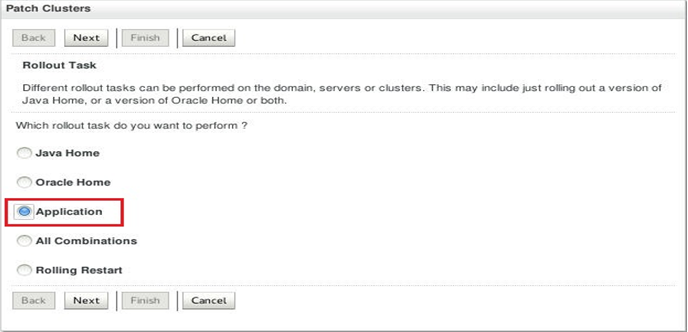 Patch Clusters
Back Next Finish Cancel
Rollout Task
Different rollout tasks can be performed on the domain, servers or clusters. This may include just rolling out a version of
Java Home, or a version of Oracle Home or both.
Which rollout task do you want to perform ?
Java Home
Oracle Home
Application
All Combinations
Rolling Restart
Back Next Finish Cancel